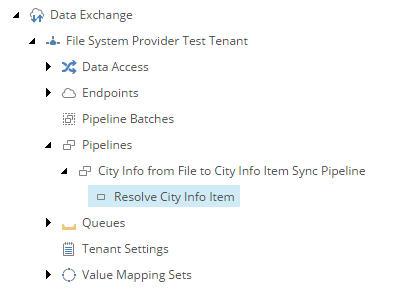 Data Exchange
File System Provider Test Tenant
Data Access
Endpoints
Pipeline Batches
Pipelines
City Info from File to City Info Item Sync Pipeline
Resolve City Info Item
Queues
Tenant Settings
Value Mapping Sets